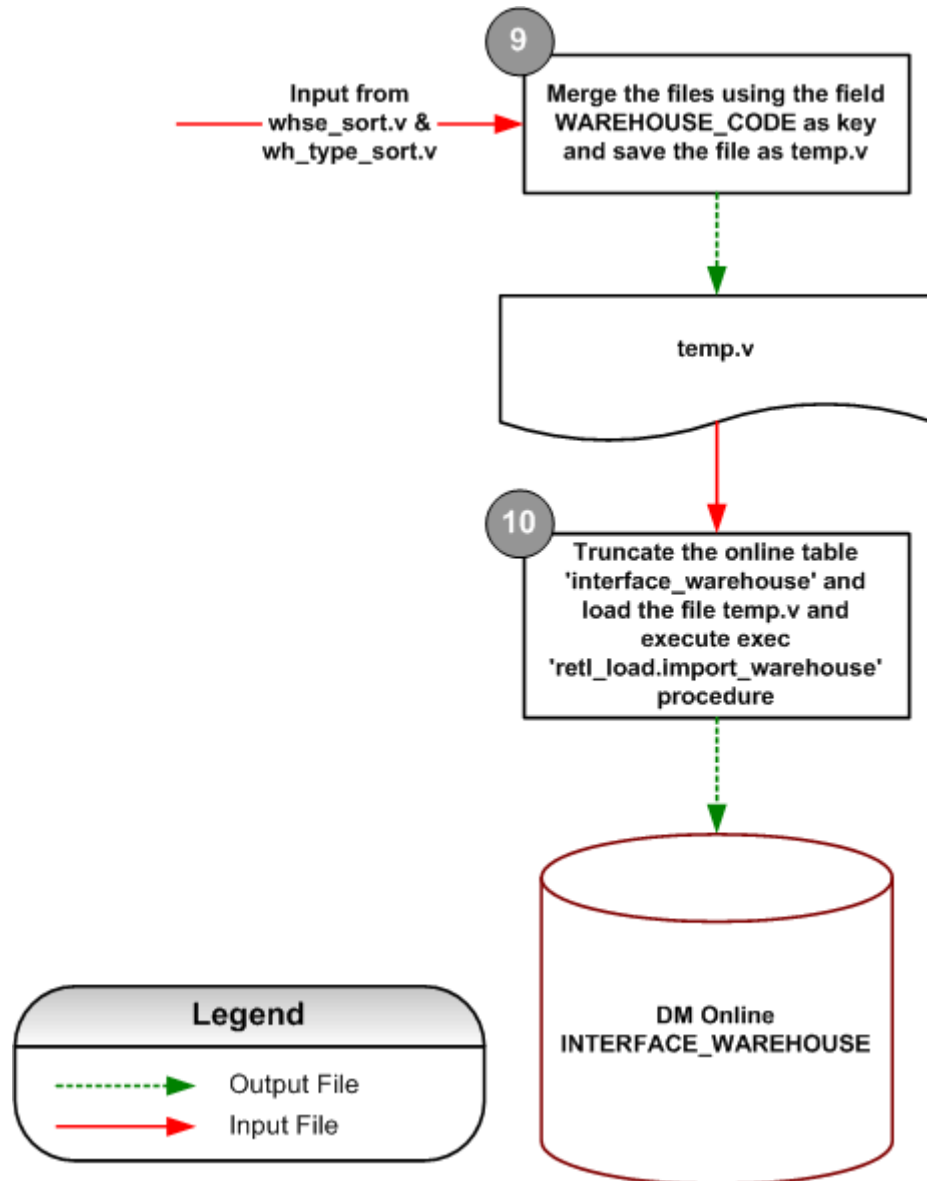 9
Input from
whse_sort.v &
wh_type_sort.v
Merge the files using the field
WAREHOUSE_CODE as key
and save the file as temp.v
temp.v
10
Truncate the online table
'interface_warehouse' and
load the file temp.v and
execute exec
'retl_load.import_warehouse'
procedure
DM Online
INTERFACE_WAREHOUSE
Legend
Output File
Input File